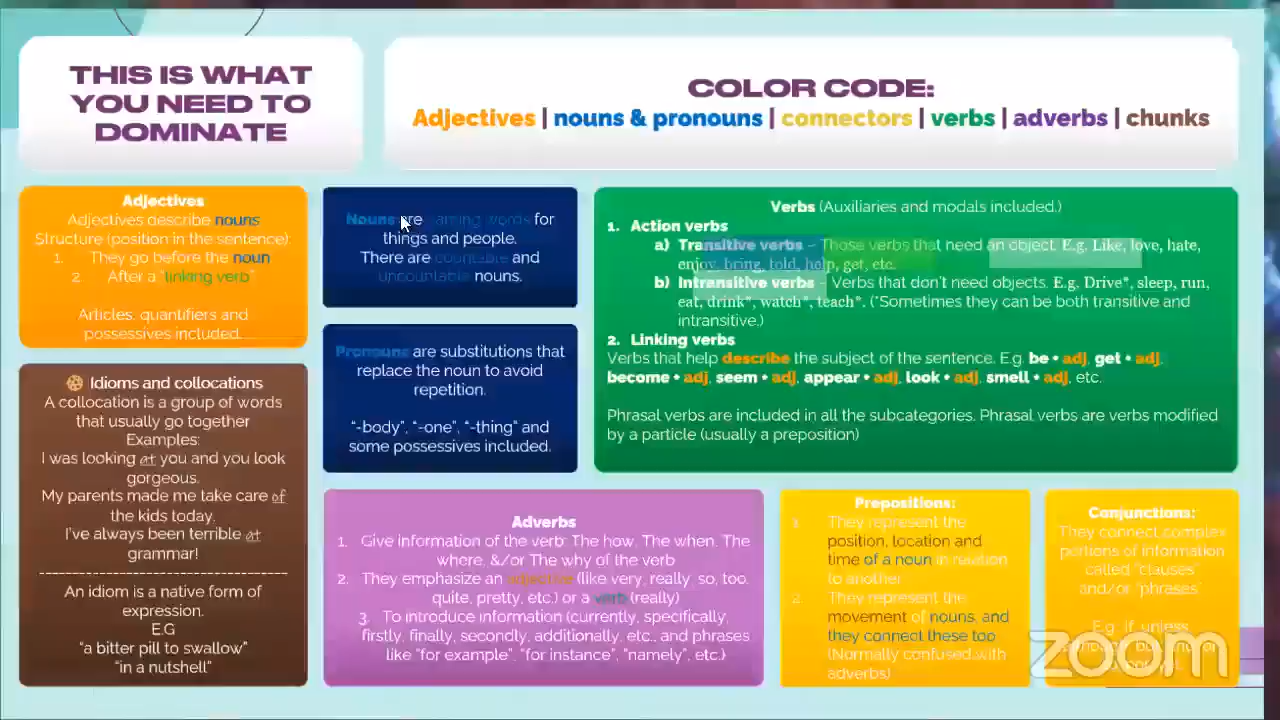 THIS IS WHAT
YOU NEED TO
DOMINATE
COLOR CODE:
Adjectives | nouns & pronouns | connectors | verbs | adverbs | chunks
Adjectives
Adjectives describe nouns
Structure (position in the sentence):
1. They go before the noun
2. After a "linking verb"
Articles, quantifiers and
possessives included.
Idioms and collocations
A collocation is a group of words
that usually go together
Examples:
I was looking at you and you look
gorgeous.
My parents made me take care of
the kids today.
I've always been terrible at
grammar!
An idiom is a native form of
expression.
E.G
"a bitter pill to swallow"
"in a nutshell"
Nouns are naming words for
things and people.
There are countable and
uncountable nouns.
Pronouns are substitutions that
replace the noun to avoid
repetition.
"-body", "-one", "-thing" and
some possessives included.
Verbs (Auxiliaries and modals included.)
1. Action verbs
a) Transitive verbs – Those verbs that need an object. E.g. Like, love, hate,
enjoy, bring, told, help, get, etc.
b) Intransitive verbs – Verbs that don't need objects. E.g. Drive*, sleep, run,
eat, drink*, watch*, teach*. (*Sometimes they can be both transitive and
intransitive.)
2. Linking verbs
Verbs that help describe the subject of the sentence. E.g. be + adj, get + adj,
become + adj, seem + adj, appear + adj, look + adj, smell + adj, etc.
Phrasal verbs are included in all the subcategories. Phrasal verbs are verbs modified
by a particle (usually a preposition)
Adverbs
1. Give information of the verb: The how, The when, The
where, &/or The why of the verb
2. They emphasize an adjective (like very, really, so, too,
quite, pretty, etc.) or a verb (really)
3. To introduce information (currently, specifically,
firstly, finally, secondly, additionally, etc., and phrases
like "for example", "for instance", "namely", etc.)
Prepositions:
1. They represent the
position, location and
time of a noun in relation
to another
2. They represent the
movement of nouns, and
they connect these too
(Normally confused with
adverbs)
Conjunctions:
They connect complex
portions of information
called "clauses"
and/or "phrases"
E.g. If, unless,
zoom